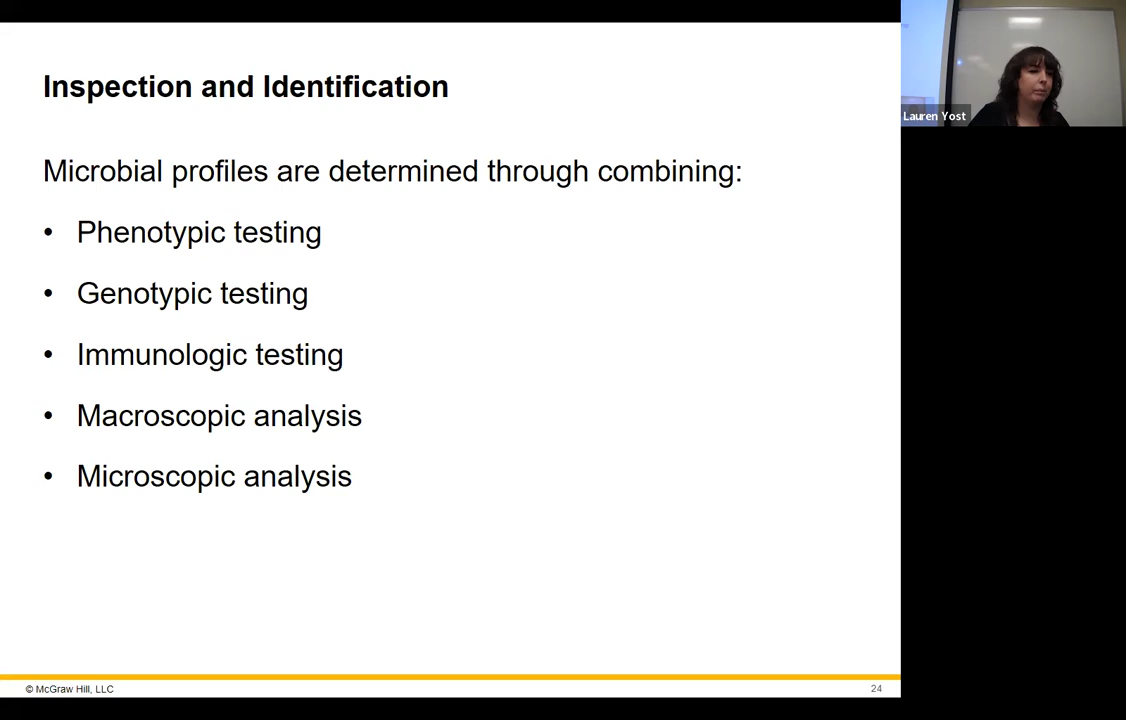 Inspection and Identification
Microbial profiles are determined through combining:
• Phenotypic testing
• Genotypic testing
• Immunologic testing
• Macroscopic analysis
• Microscopic analysis
© McGraw Hill, LLC
24
Lauren Yost